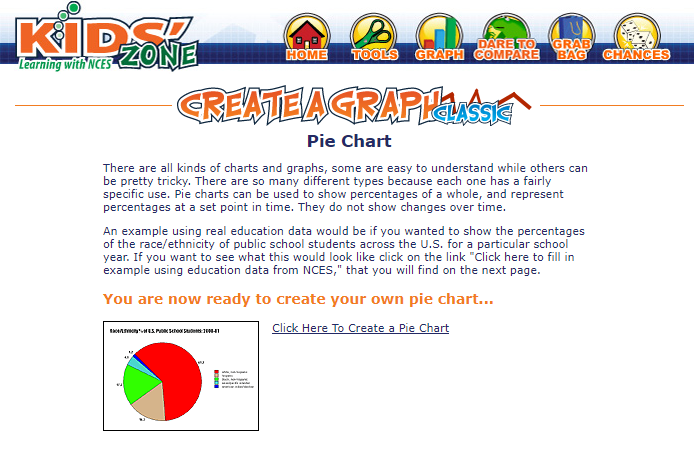 KIDS' ZONE
Learning with NCES
HOME
TOOLS
GRAPH
DARE TO COMPARE
GRAB BAG
CHANCES
CREATE A GRAPH CLASSIC
Pie Chart
There are all kinds of charts and graphs, some are easy to understand while others can
be pretty tricky. There are so many different types because each one has a fairly
specific use. Pie charts can be used to show percentages of a whole, and represent
percentages at a set point in time. They do not show changes over time.
An example using real education data would be if you wanted to show the percentages
of the race/ethnicity of public school students across the U.S. for a particular school
year. If you want to see what this would look like click on the link "Click here to fill in
example using education data from NCES," that you will find on the next page.
You are now ready to create your own pie chart...
Race/Ethnicity % of U.S. Public School Students: 2000-01
Click Here To Create a Pie Chart